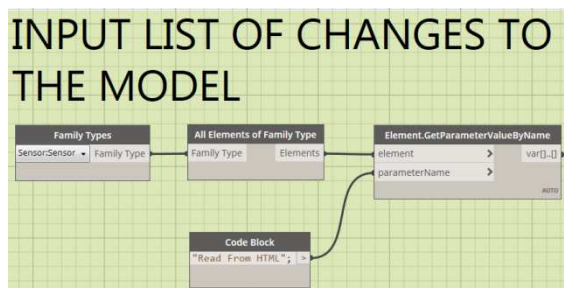 INPUT LIST OF CHANGES TO
THE MODEL
Family Types
Sensor:Sensor Family Type
All Elements of Family Type
Family Type Elements
Element.GetParameterValueByName
element > var[]..[]
parameterName >
AUTO
Code Block
"Read From HTML"; >